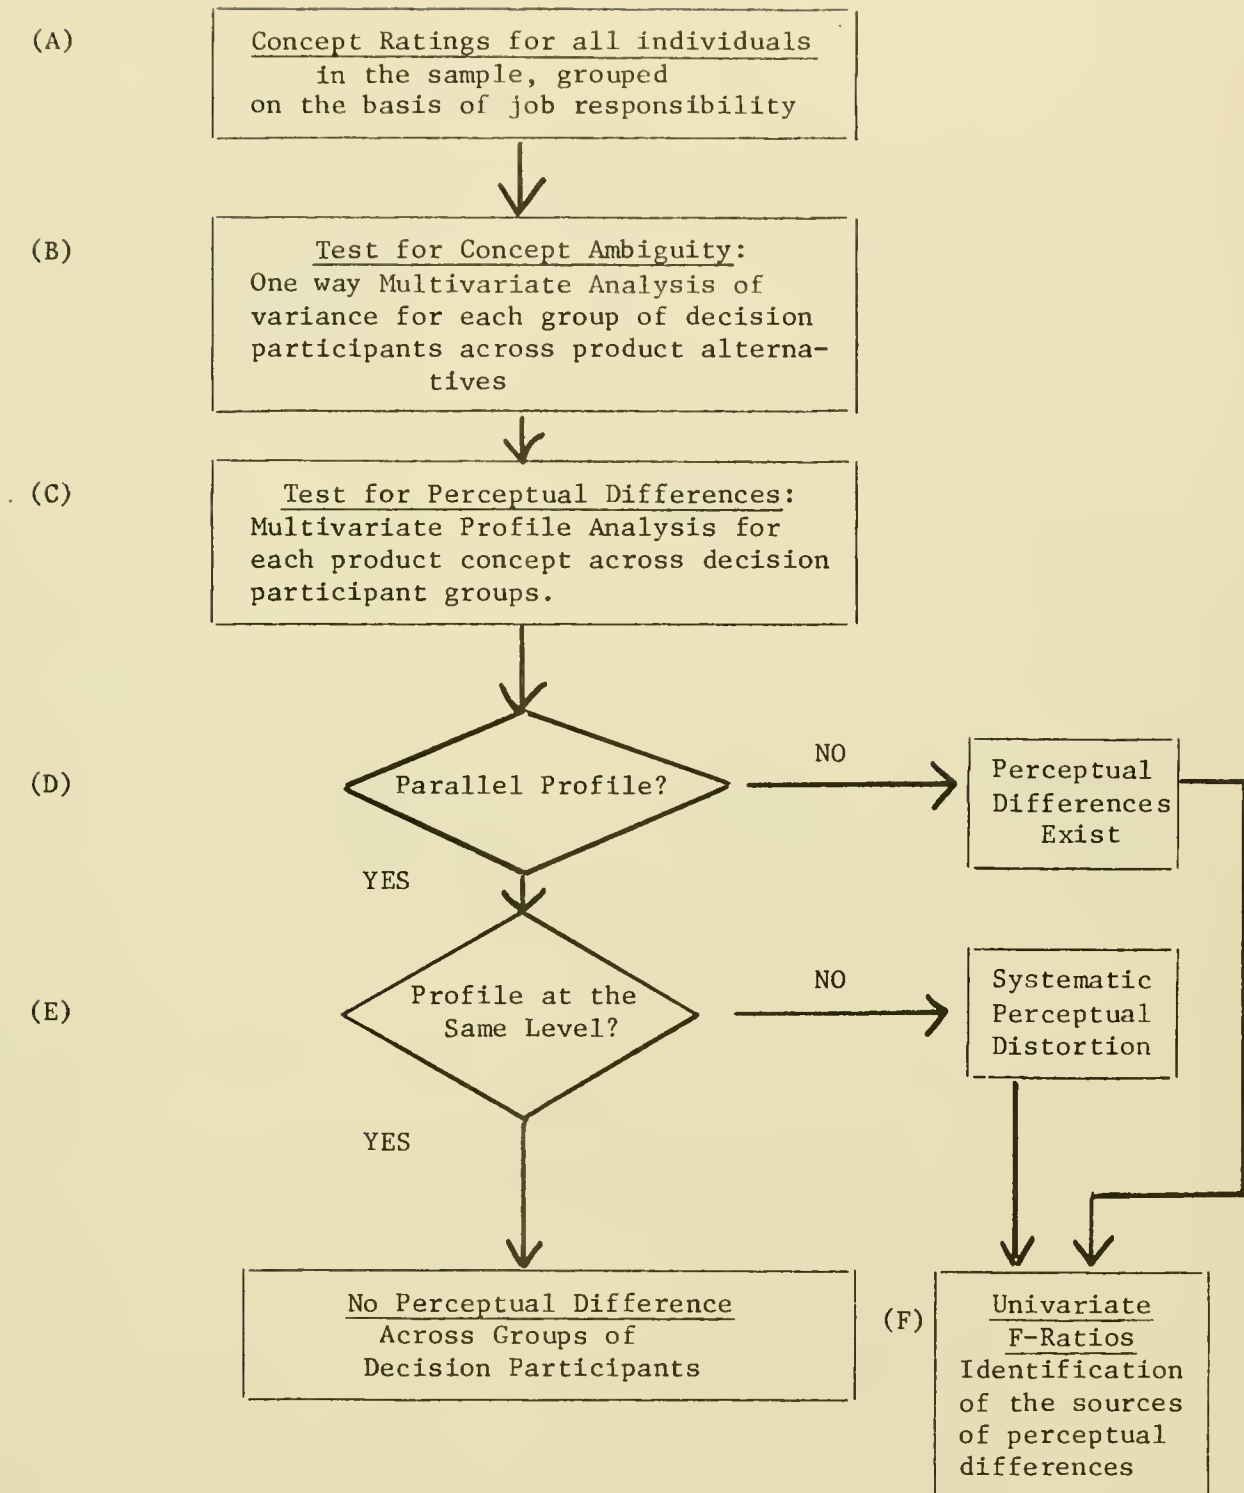 (A)
Concept Ratings for all individuals
in the sample, grouped
on the basis of job responsibility
(B)
Test for Concept Ambiguity:
One way Multivariate Analysis of
variance for each group of decision
participants across product alterna-
tives
(C)
Test for Perceptual Differences:
Multivariate Profile Analysis for
each product concept across decision
participant groups.
(D)
Parallel Profile?
NO
Perceptual
Differences
Exist
YES
(E)
Profile at the
Same Level?
NO
Systematic
Perceptual
Distortion
YES
No Perceptual Difference
Across Groups of
Decision Participants
(F)
Univariate
F-Ratios
Identification
of the sources
of perceptual
differences